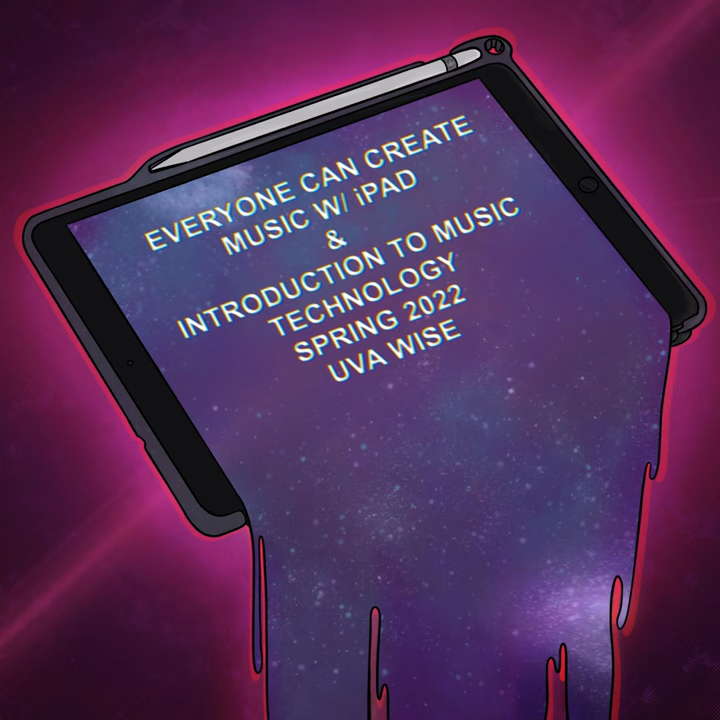 EVERYONE CAN CREATE
MUSIC W/ iPAD
&
INTRODUCTION TO MUSIC
TECHNOLOGY
SPRING 2022
UVA WISE